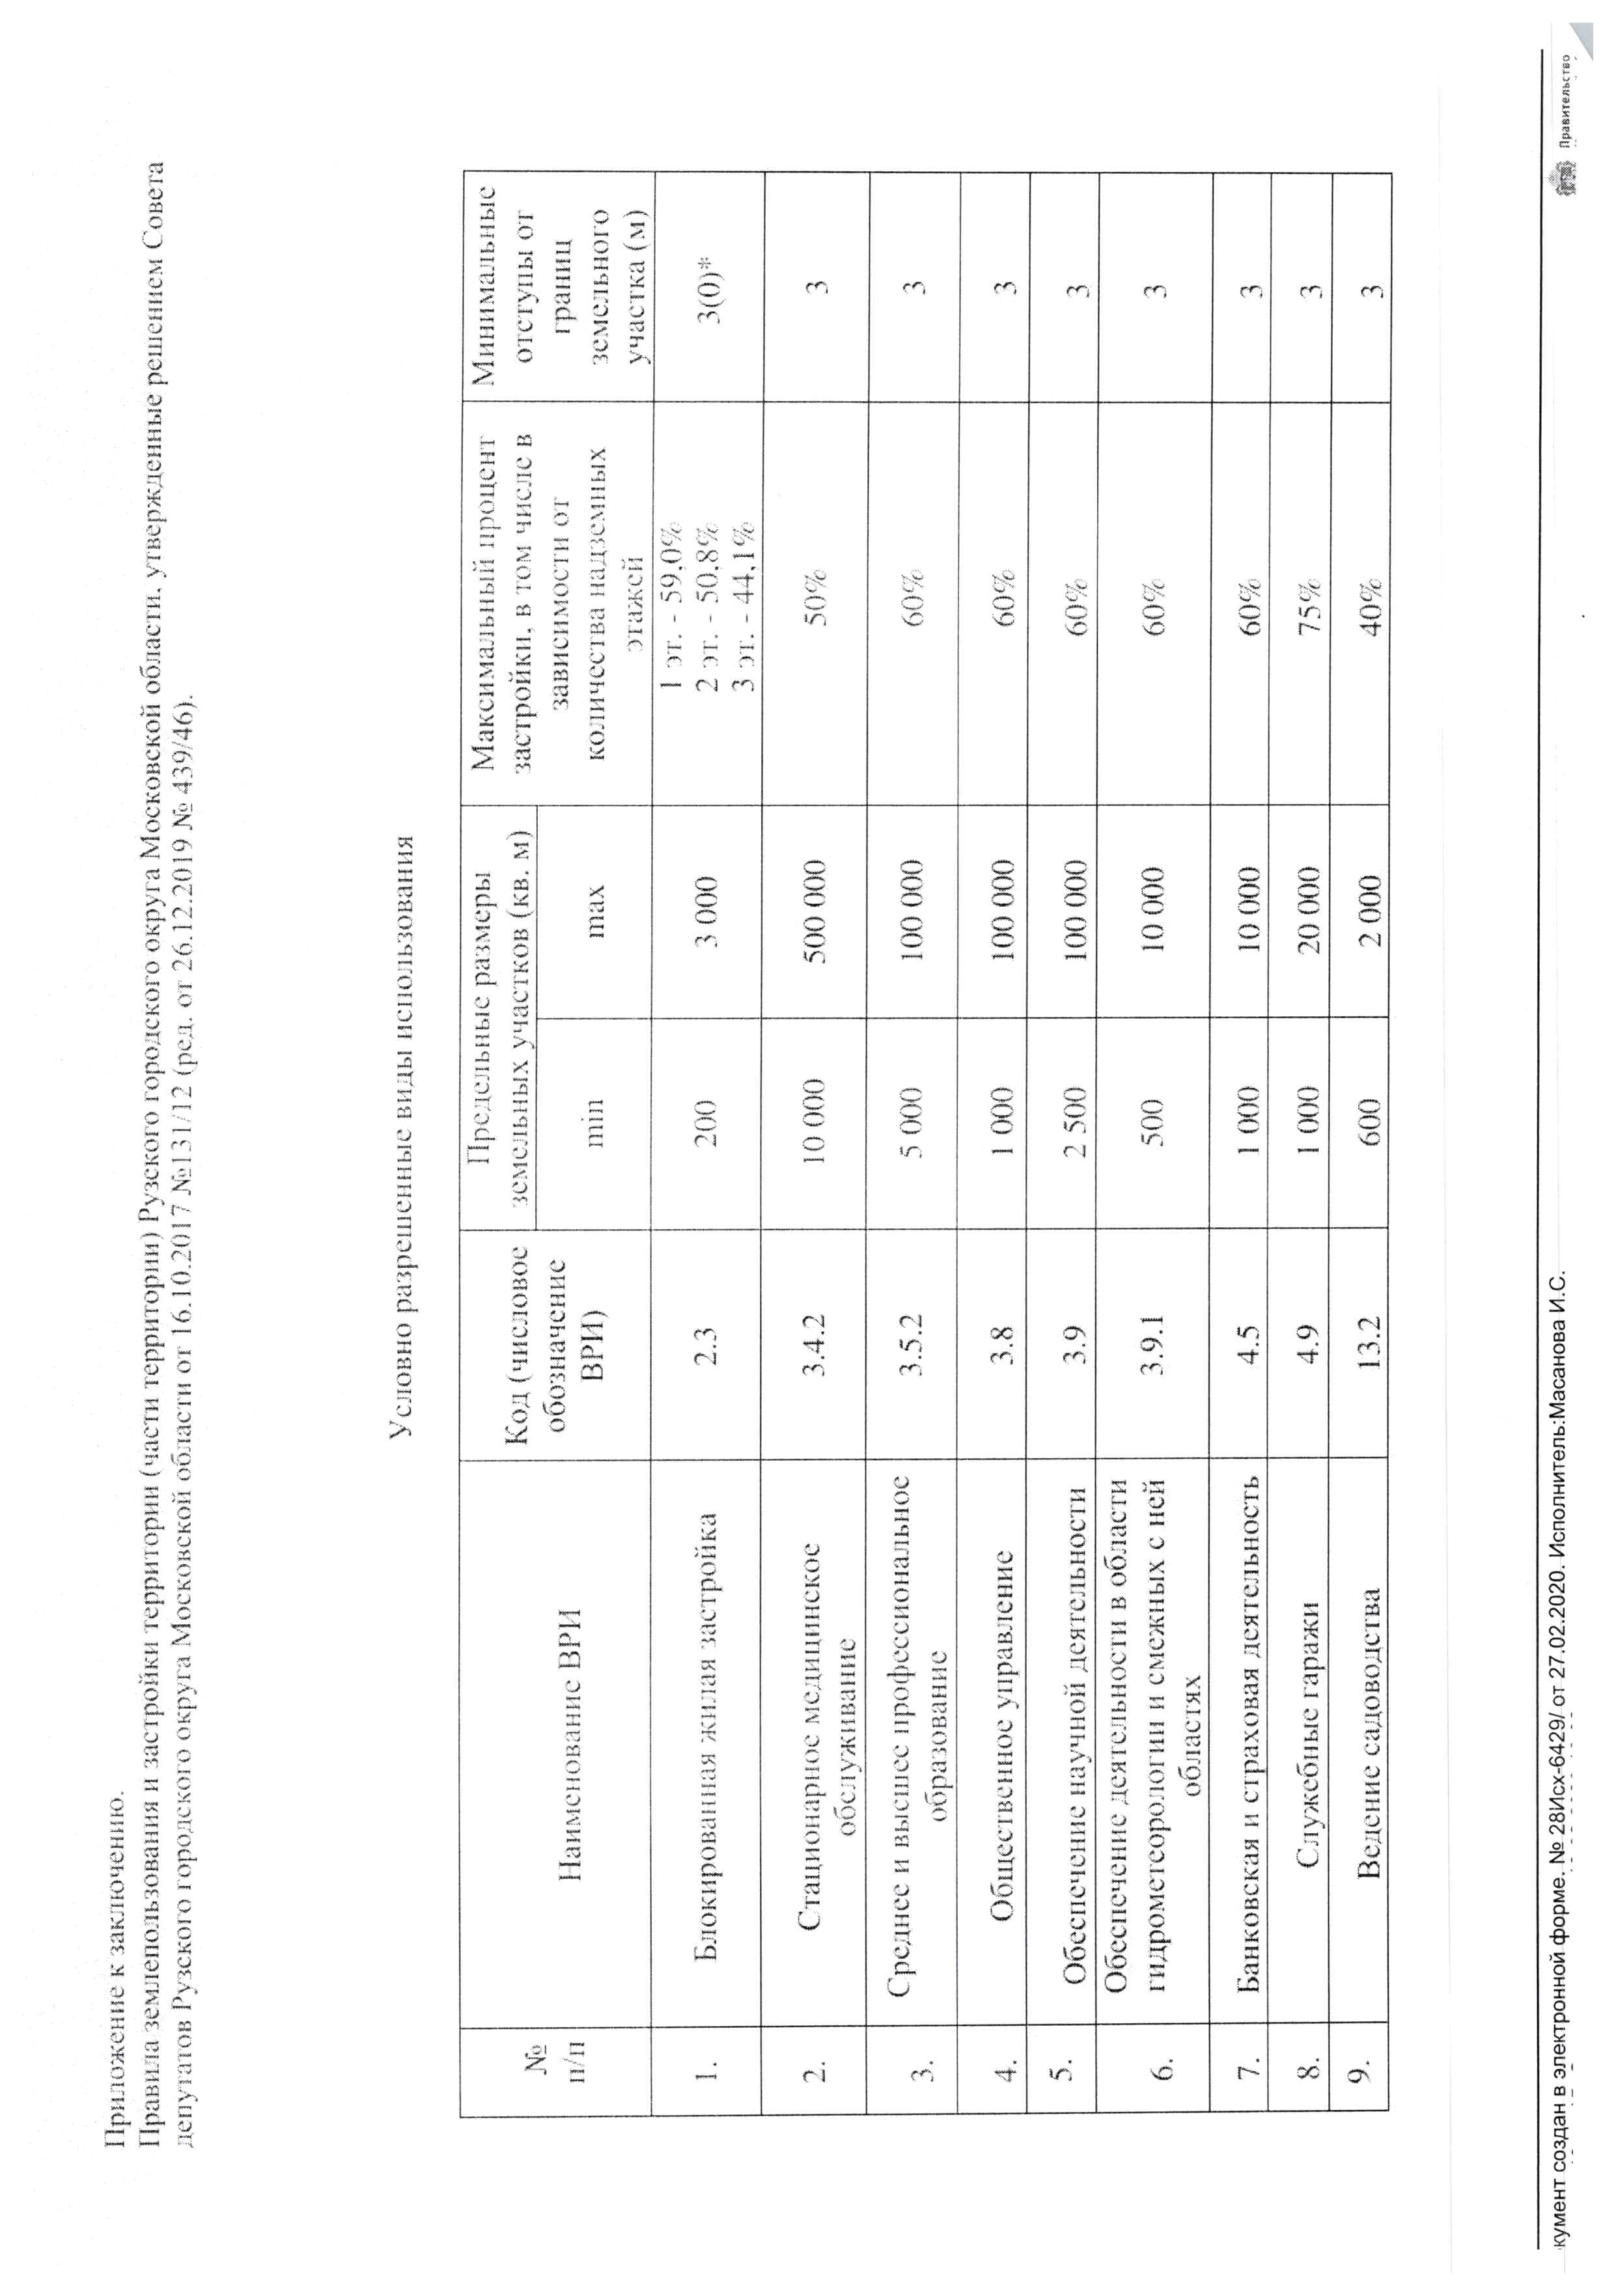 Приложение к заключению.
Правила землепользования и застройки территории (части территории) Рузского городского округа Московской области, утвержденные решением Совета
депутатов Рузского городского округа Московской области от 16.10.2017 №131/12 (ред. от 26.12.2019 № 439/46).
Условно разрешенные виды использования
№
п/п
Наименование ВРИ
Код (числовое
обозначение
ВРИ)
Предельные размеры
земельных участков (кв. м)
min
max
Максимальный процент
застройки, в том числе в
зависимости от
количества надземных
этажей
Минимальные
отступы от
границ
земельного
участка (м)
1.
Блокированная жилая застройка
2.3
200
3 000
1 эт. - 59,0%
2 эт. - 50,8%
3 эт. - 44,1%
3(0)*
2.
Стационарное медицинское
обслуживание
3.4.2
10 000
500 000
50%
3
3.
Среднее и высшее профессиональное
образование
3.5.2
5 000
100 000
60%
3
4.
Общественное управление
3.8
1 000
100 000
60%
3
5.
Обеспечение научной деятельности
3.9
2 500
100 000
60%
3
6.
Обеспечение деятельности в области
гидрометеорологии и смежных с ней
областях
3.9.1
500
10 000
60%
3
7.
Банковская и страховая деятельность
4.5
1 000
10 000
60%
3
8.
Служебные гаражи
4.9
1 000
20 000
75%
3
9.
Ведение садоводства
13.2
600
2 000
40%
3
кумент создан в электронной форме. № 28Исх-6429/ от 27.02.2020. Исполнитель:Масанова И.С.
Правительство